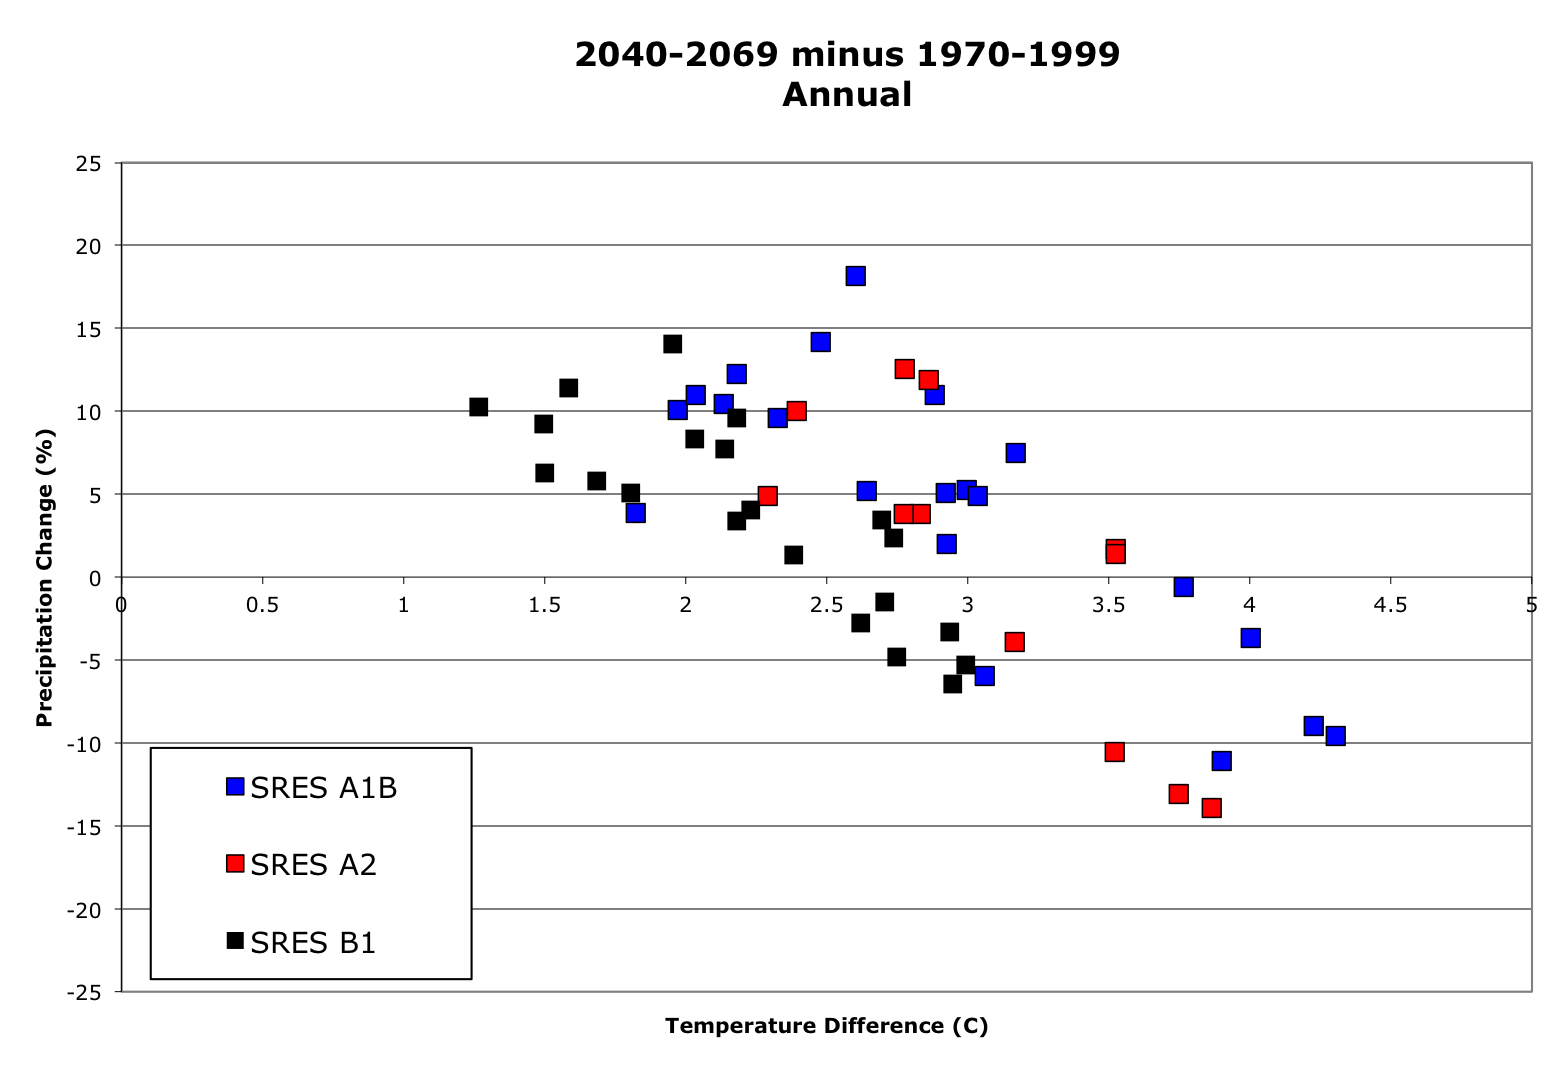 2040-2069 minus 1970-1999
Annual
25
20
15
10
5
0
-5
-10
-15
-20
-25
0 0.5 1 1.5 2 2.5 3 3.5 4 4.5 5
Precipitation Change (%)
SRES A1B
SRES A2
SRES B1
Temperature Difference (C)